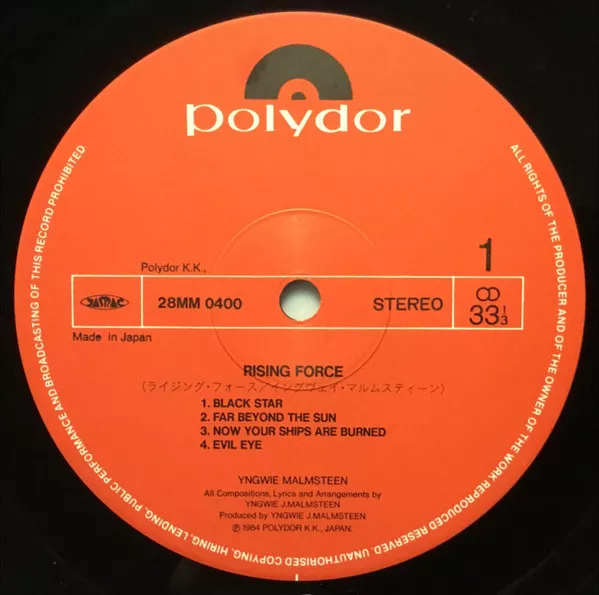 polydor
1
Polydor K.K.,
JASRAC
28MM 0400
STEREO
33 1/3
Made in Japan
RISING FORCE
(ライジング・フォース/イングヴェイ・マルムスティーン)
1. BLACK STAR
2. FAR BEYOND THE SUN
3. NOW YOUR SHIPS ARE BURNED
4. EVIL EYE
YNGWIE MALMSTEEN
All Compositions, Lyrics and Arrangements by
YNGWIE J.MALMSTEEN
Produced by YNGWIE J.MALMSTEEN
Ⓟ1984 POLYDOR K.K., JAPAN.
ALL RIGHTS OF THE PRODUCER AND OF THE OWNER OF THE WORK REPRODUCED RESERVED. UNAUTHORISED COPYING, HIRING, LENDING, PUBLIC PERFORMANCE AND BROADCASTING OF THIS RECORD PROHIBITED.